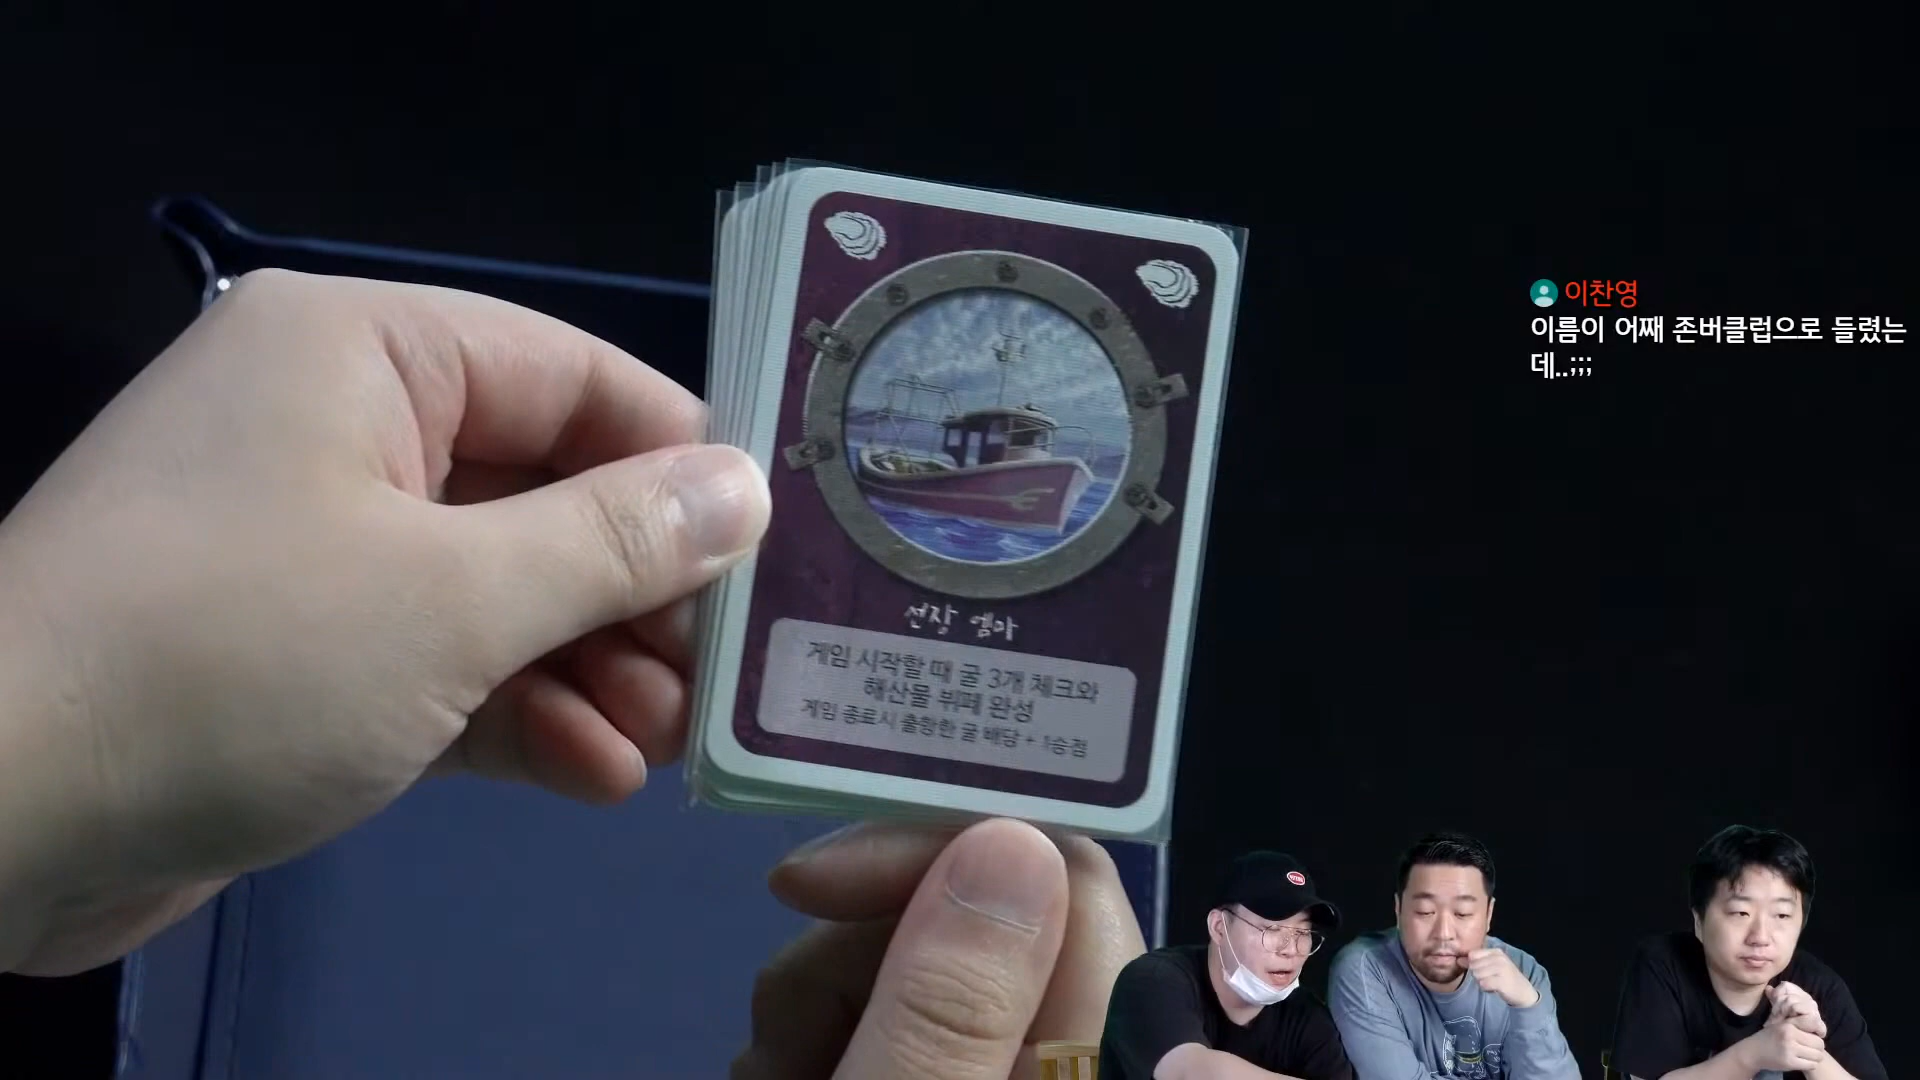 선장 엠마
게임 시작할 때 굴 3개 체크와
해산물 뷔페 완성
게임 종료시 출항한 굴 배당 + 1승점
이찬영
이름이 어째 존버클럽으로 들렸는
데..;;;